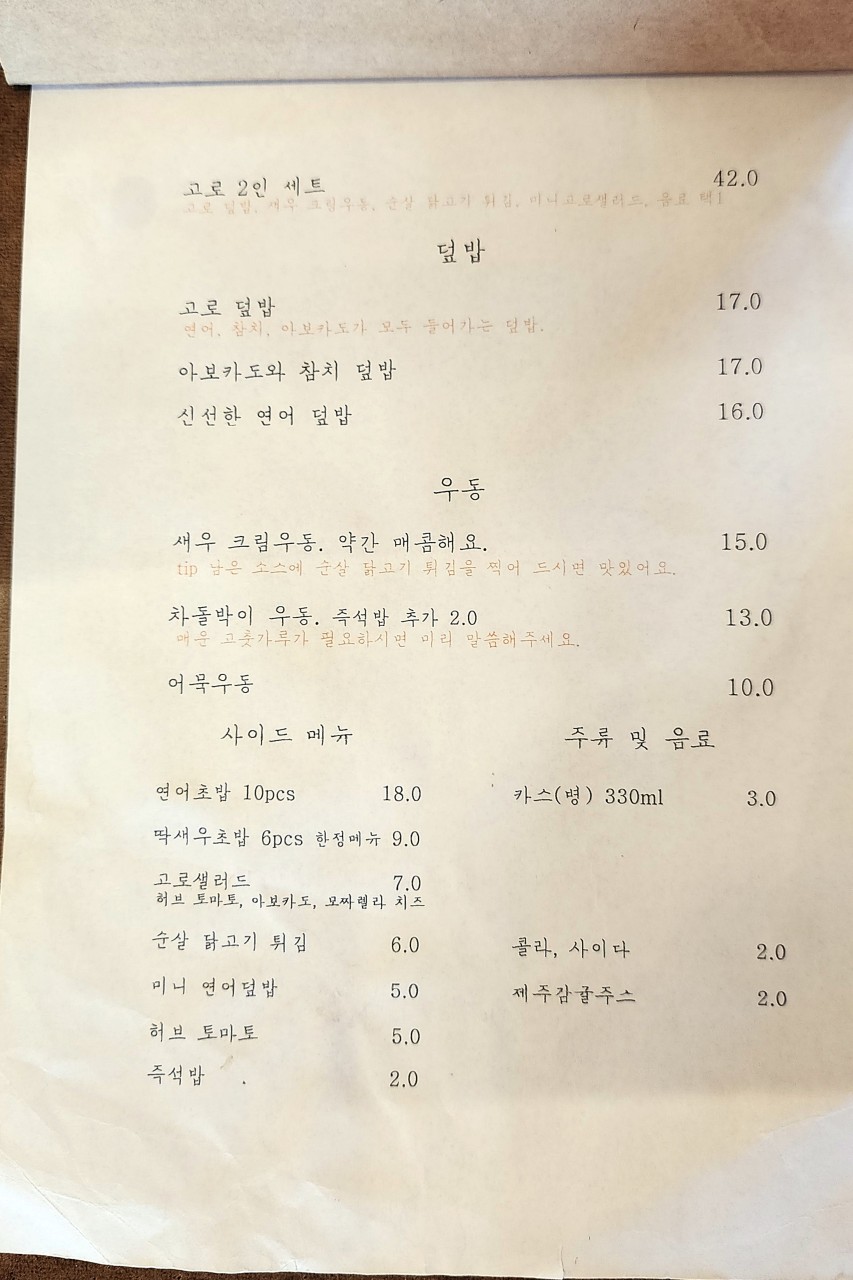 고로 2인 세트 42.0
고로 덮밥, 새우 크림우동, 순살 닭고기 튀김, 미니고로샐러드, 음료 택1
덮밥
고로 덮밥 17.0
연어, 참치, 아보카도가 모두 들어가는 덮밥.
아보카도와 참치 덮밥 17.0
신선한 연어 덮밥 16.0
우동
새우 크림우동. 약간 매콤해요. 15.0
tip 남은 소스에 순살 닭고기 튀김을 찍어 드시면 맛있어요.
차돌박이 우동. 즉석밥 추가 2.0 13.0
매운 고춧가루가 필요하시면 미리 말씀해주세요.
어묵우동 10.0
사이드 메뉴
연어초밥 10pcs 18.0
딱새우초밥 6pcs 한정메뉴 9.0
고로샐러드 7.0
허브 토마토, 아보카도, 모짜렐라 치즈
순살 닭고기 튀김 6.0
미니 연어덮밥 5.0
허브 토마토 5.0
즉석밥 2.0
주류 및 음료
카스(병) 330ml 3.0
콜라, 사이다 2.0
제주감귤주스 2.0